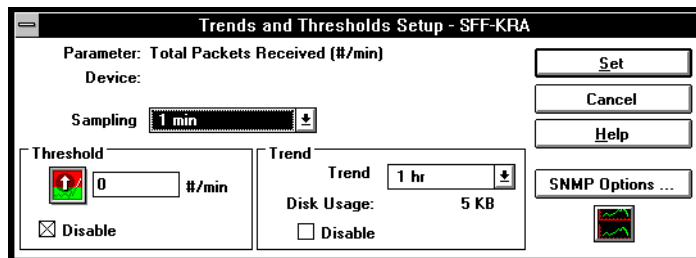 Trends and Thresholds Setup - SFF-KRA
Parameter: Total Packets Received (#/min)
Device:
Sampling 1 min
Set
Cancel
Help
Threshold
0 #/min
Disable
Trend
Trend 1 hr
Disk Usage: 5 KB
Disable
SNMP Options ...